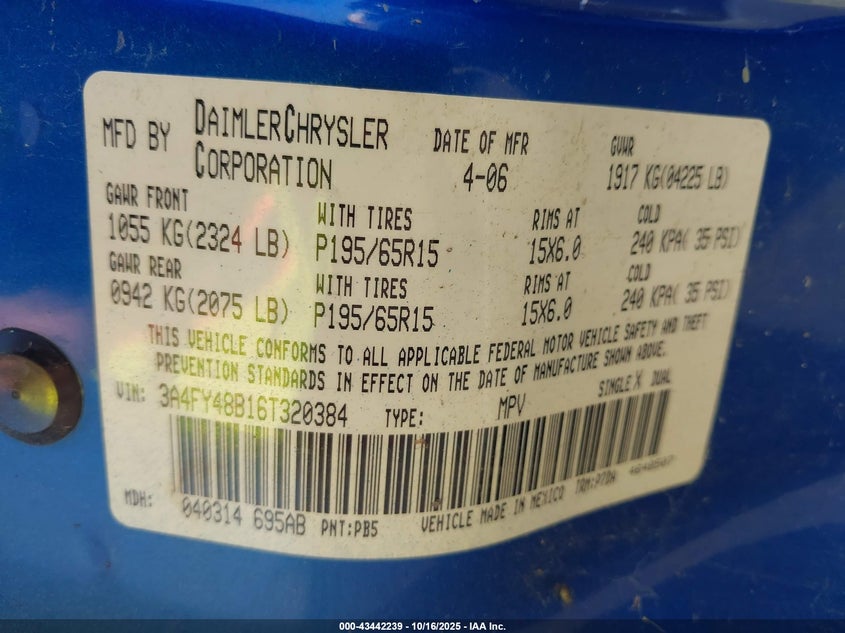 MFD BY DAIMLERCHRYSLER CORPORATION DATE OF MFR 4-06 GVWR 1917 KG(04225 LB)
GAWR FRONT WITH TIRES RIMS AT COLD
1055 KG(2324 LB) P195/65R15 15X6.0 240 KPA( 35 PSI)
GAWR REAR WITH TIRES RIMS AT COLD
0942 KG(2075 LB) P195/65R15 15X6.0 240 KPA( 35 PSI)
THIS VEHICLE CONFORMS TO ALL APPLICABLE FEDERAL MOTOR VEHICLE SAFETY AND THEFT
PREVENTION STANDARDS IN EFFECT ON THE DATE OF MANUFACTURE SHOWN ABOVE.
VIN: 3A4FY48B16T320384 TYPE: MPV SINGLE X DUAL
MDH: 040314 695AB PNT:PB5 VEHICLE MADE IN MEXICO TRM:P7DA
000-43442239 - 10/16/2025 - IAA Inc.